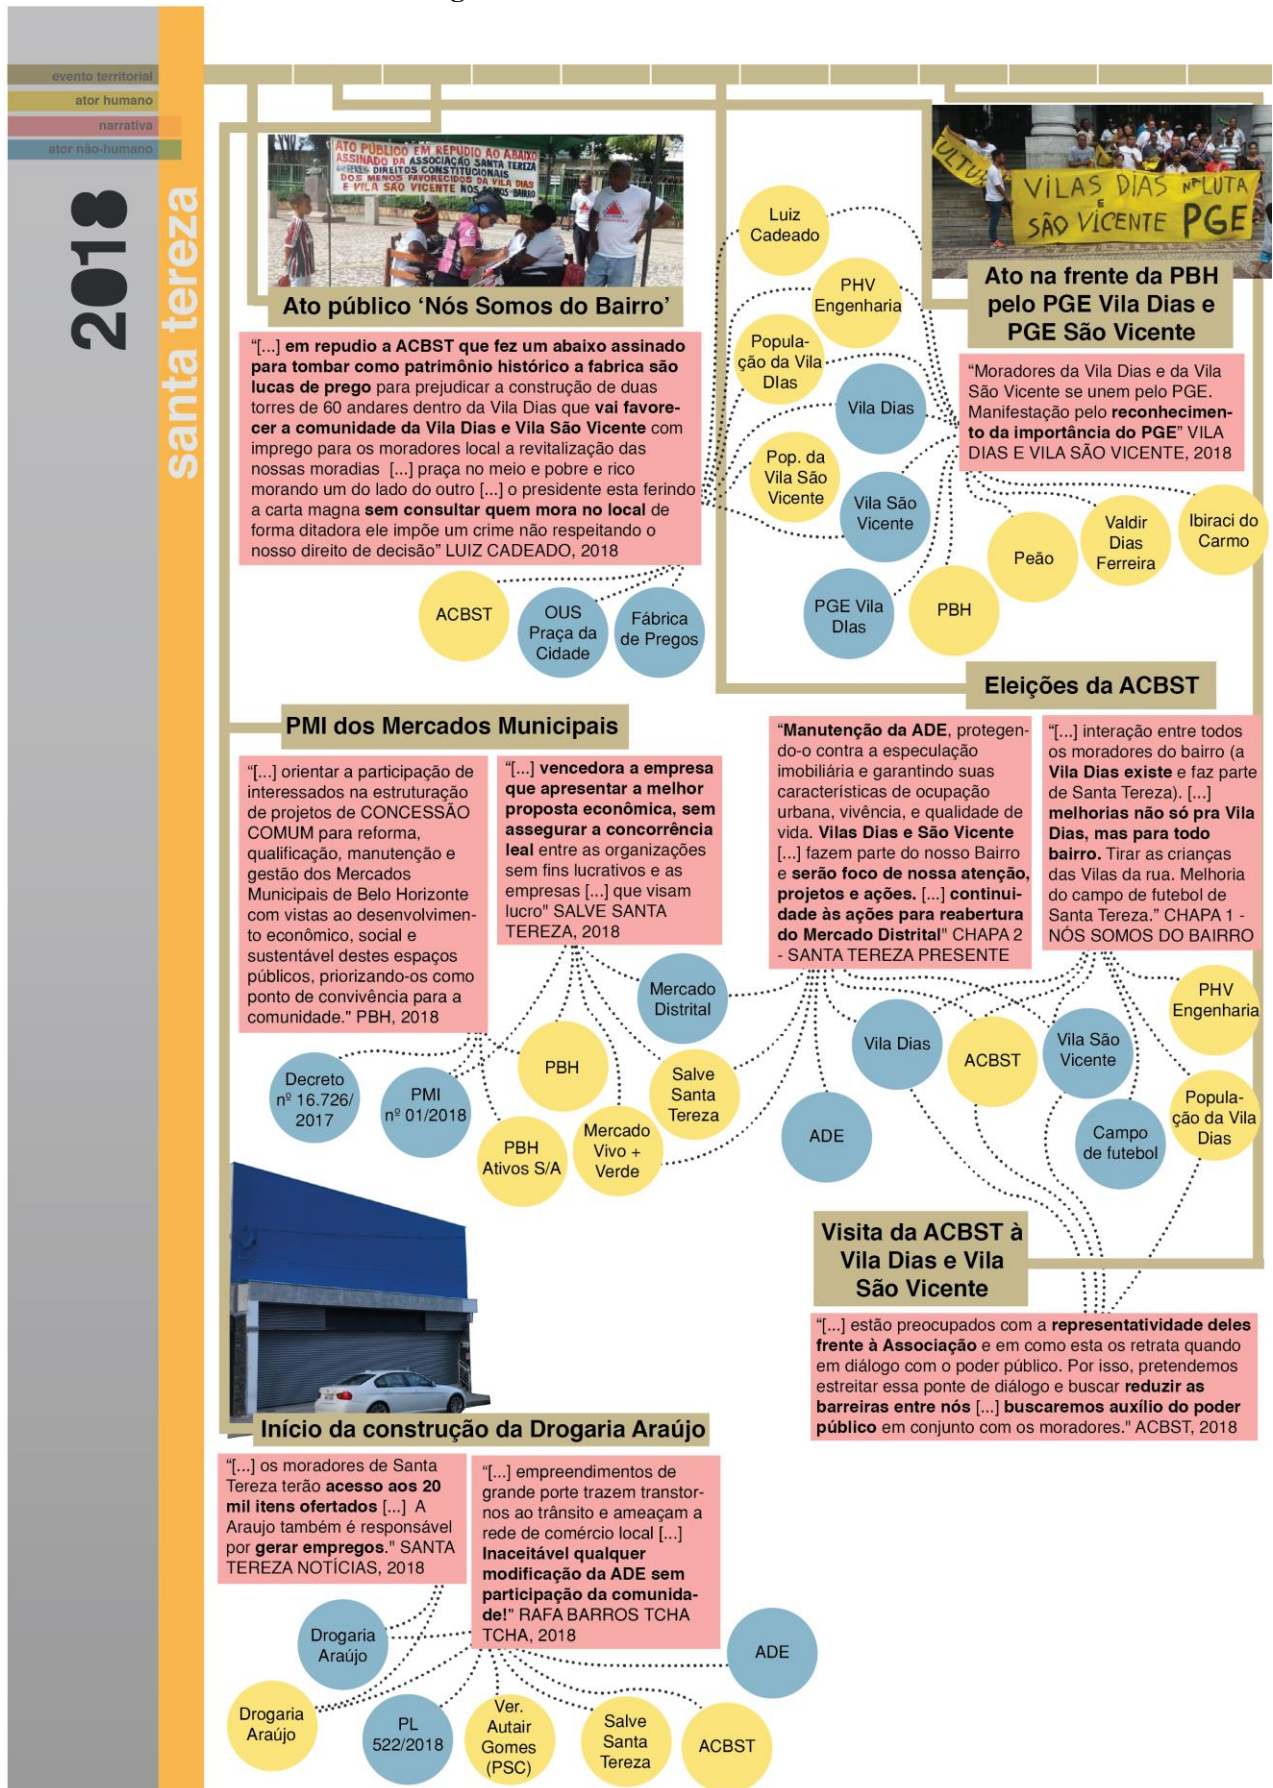 evento territorial
ator humano
narrativa
ator não-humano
2018
santa tereza
ATO PÚBLICO EM REPUDIO AO ABAIXO
ASSINADO DA ASSOCIAÇÃO SANTA TEREZA
DIREITOS CONSTITUCIONAIS
DOS MENOS FAVORECIDOS DA VILA DIAS
E VILA SÃO VICENTE NÓS SOMOS BAIRRO
Ato público ‘Nós Somos do Bairro’
“[...] em repudio a ACBST que fez um abaixo assinado
para tombar como patrimônio histórico a fabrica são
lucas de prego para prejudicar a construção de duas
torres de 60 andares dentro da Vila Dias que vai favore-
cer a comunidade da Vila Dias e Vila São Vicente com
imprego para os moradores local a revitalização das
nossas moradias [...] praça no meio e pobre e rico
morando um do lado do outro [...] o presidente esta ferindo
a carta magna sem consultar quem mora no local de
forma ditadora ele impõe um crime não respeitando o
nosso direito de decisão” LUIZ CADEADO, 2018
ACBST
OUS
Praça da
Cidade
Fábrica
de Pregos
Luiz
Cadeado
PHV
Engenharia
Popula-
ção da Vila
DIas
Vila Dias
Pop. da
Vila São
Vicente
Vila São
Vicente
PGE Vila
DIas
PBH
Peão
Valdir
Dias
Ferreira
Ibiraci do
Carmo
VILAS DIAS NA LUTA
E
SÃO VICENTE PGE
Ato na frente da PBH
pelo PGE Vila Dias e
PGE São Vicente
“Moradores da Vila Dias e da Vila
São Vicente se unem pelo PGE.
Manifestação pelo reconhecimen-
to da importância do PGE” VILA
DIAS E VILA SÃO VICENTE, 2018
Eleições da ACBST
“Manutenção da ADE, protegen-
do-o contra a especulação
imobiliária e garantindo suas
características de ocupação
urbana, vivência, e qualidade de
vida. Vilas Dias e São Vicente
[...] fazem parte do nosso Bairro
e serão foco de nossa atenção,
projetos e ações. [...] continui-
dade às ações para reabertura
do Mercado Distrital" CHAPA 2
- SANTA TEREZA PRESENTE
“[...] interação entre todos
os moradores do bairro (a
Vila Dias existe e faz parte
de Santa Tereza). [...]
melhorias não só pra Vila
Dias, mas para todo
bairro. Tirar as crianças
das Vilas da rua. Melhoria
do campo de futebol de
Santa Tereza.” CHAPA 1 -
NÓS SOMOS DO BAIRRO
PMI dos Mercados Municipais
“[...] orientar a participação de
interessados na estruturação
de projetos de CONCESSÃO
COMUM para reforma,
qualificação, manutenção e
gestão dos Mercados
Municipais de Belo Horizonte
com vistas ao desenvolvimen-
to econômico, social e
sustentável destes espaços
públicos, priorizando-os como
ponto de convivência para a
comunidade." PBH, 2018
“[...] vencedora a empresa
que apresentar a melhor
proposta econômica, sem
assegurar a concorrência
leal entre as organizações
sem fins lucrativos e as
empresas [...] que visam
lucro" SALVE SANTA
TEREZA, 2018
Decreto
nº 16.726/
2017
PMI
nº 01/2018
PBH
PBH
Ativos S/A
Mercado
Vivo +
Verde
Salve
Santa
Tereza
Mercado
Distrital
ADE
Vila Dias
ACBST
Vila São
Vicente
Campo
de futebol
PHV
Engenharia
Popula-
ção da Vila
Dias
Visita da ACBST à
Vila Dias e Vila
São Vicente
“[...] estão preocupados com a representatividade deles
frente à Associação e em como esta os retrata quando
em diálogo com o poder público. Por isso, pretendemos
estreitar essa ponte de diálogo e buscar reduzir as
barreiras entre nós [...] buscaremos auxílio do poder
público em conjunto com os moradores." ACBST, 2018
Início da construção da Drogaria Araújo
“[...] os moradores de Santa
Tereza terão acesso aos 20
mil itens ofertados [...] A
Araujo também é responsável
por gerar empregos." SANTA
TEREZA NOTÍCIAS, 2018
“[...] empreendimentos de
grande porte trazem transtor-
nos ao trânsito e ameaçam a
rede de comércio local [...]
Inaceitável qualquer
modificação da ADE sem
participação da comunida-
de!” RAFA BARROS TCHA
TCHA, 2018
Drogaria
Araújo
Drogaria
Araújo
PL
522/2018
Ver.
Autair
Gomes
(PSC)
Salve
Santa
Tereza
ACBST
ADE